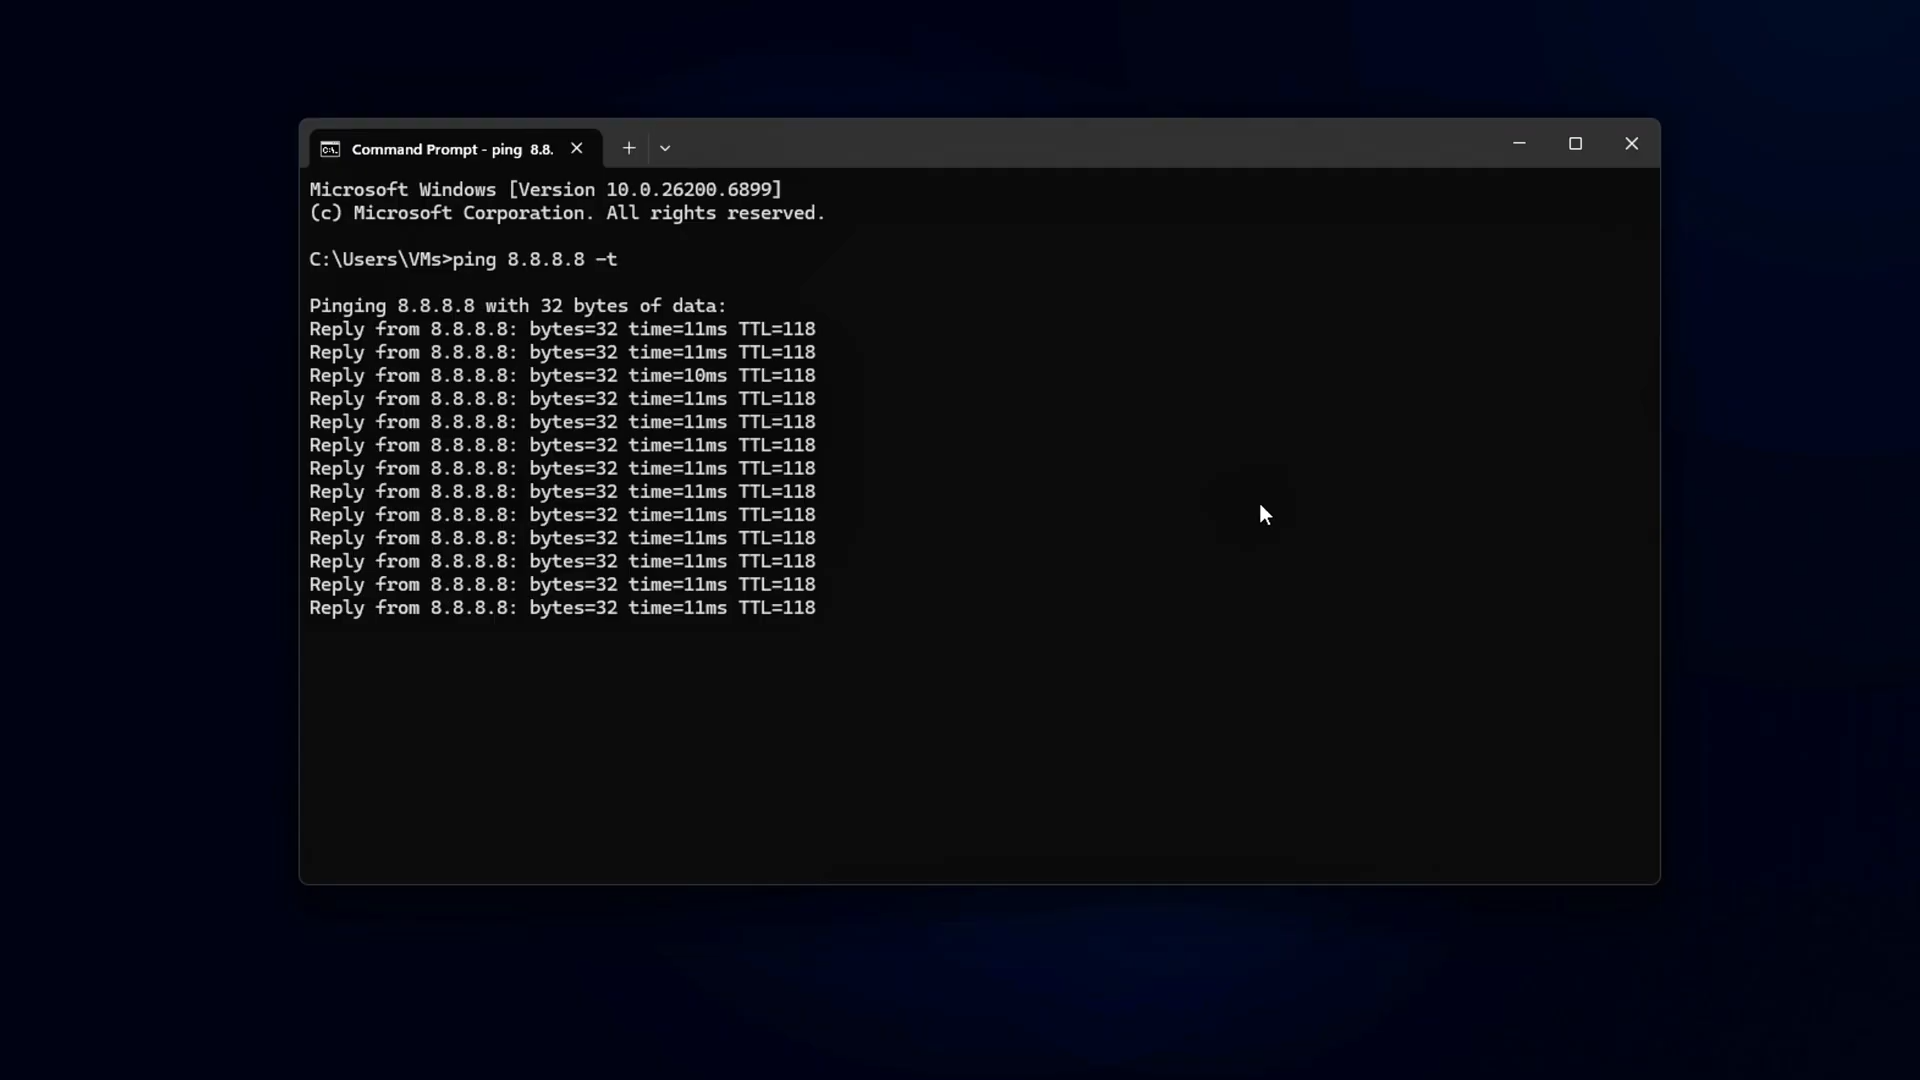 Command Prompt - ping 8.8.
Microsoft Windows [Version 10.0.26200.6899]
(c) Microsoft Corporation. All rights reserved.
C:\Users\VMs>ping 8.8.8.8 -t
Pinging 8.8.8.8 with 32 bytes of data:
Reply from 8.8.8.8: bytes=32 time=11ms TTL=118
Reply from 8.8.8.8: bytes=32 time=11ms TTL=118
Reply from 8.8.8.8: bytes=32 time=10ms TTL=118
Reply from 8.8.8.8: bytes=32 time=11ms TTL=118
Reply from 8.8.8.8: bytes=32 time=11ms TTL=118
Reply from 8.8.8.8: bytes=32 time=11ms TTL=118
Reply from 8.8.8.8: bytes=32 time=11ms TTL=118
Reply from 8.8.8.8: bytes=32 time=11ms TTL=118
Reply from 8.8.8.8: bytes=32 time=11ms TTL=118
Reply from 8.8.8.8: bytes=32 time=11ms TTL=118
Reply from 8.8.8.8: bytes=32 time=11ms TTL=118
Reply from 8.8.8.8: bytes=32 time=11ms TTL=118
Reply from 8.8.8.8: bytes=32 time=11ms TTL=118